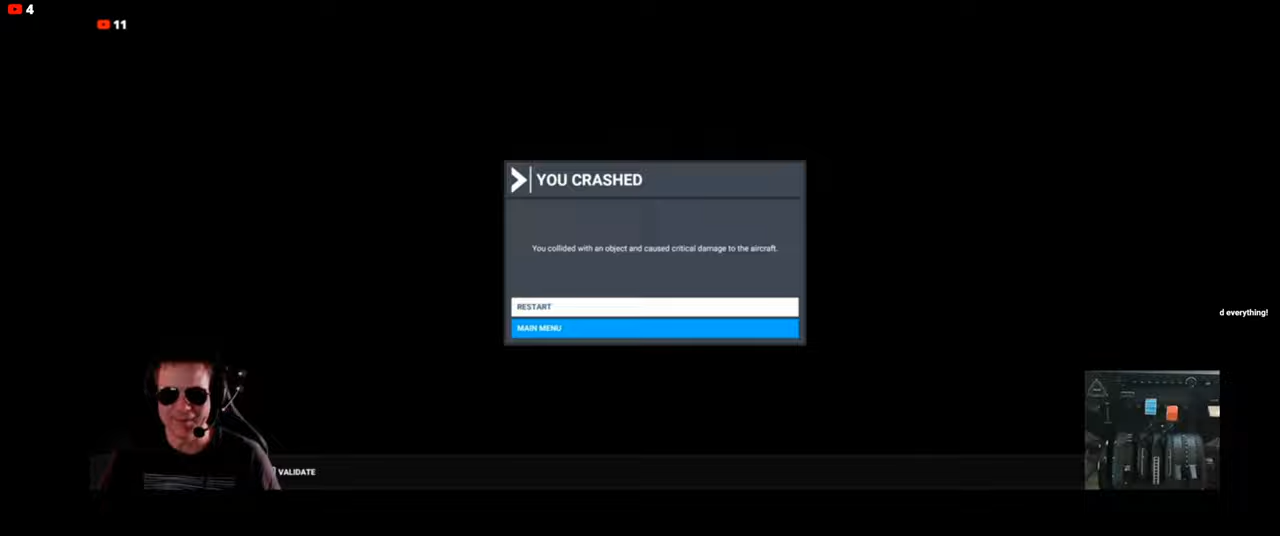 4
11
YOU CRASHED
You collided with an object and caused critical damage to the aircraft.
RESTART
MAIN MENU
d everything!
VALIDATE